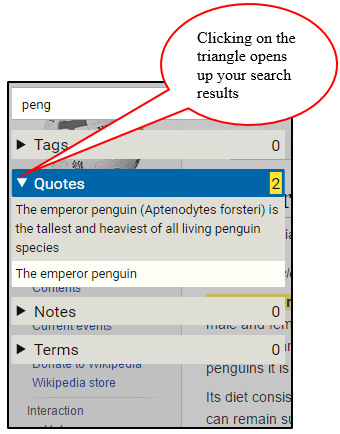 Clicking on the
triangle opens
up your search
results
peng
Tags 0
Quotes 2
The emperor penguin (Aptenodytes forsteri) is
the tallest and heaviest of all living penguin
species
The emperor penguin
Contents
Notes 0
Current events
male and fem
Terms 0
Donate to Wikipedia
penguins it is
Wikipedia store
Its diet consis
Interaction
can remain su